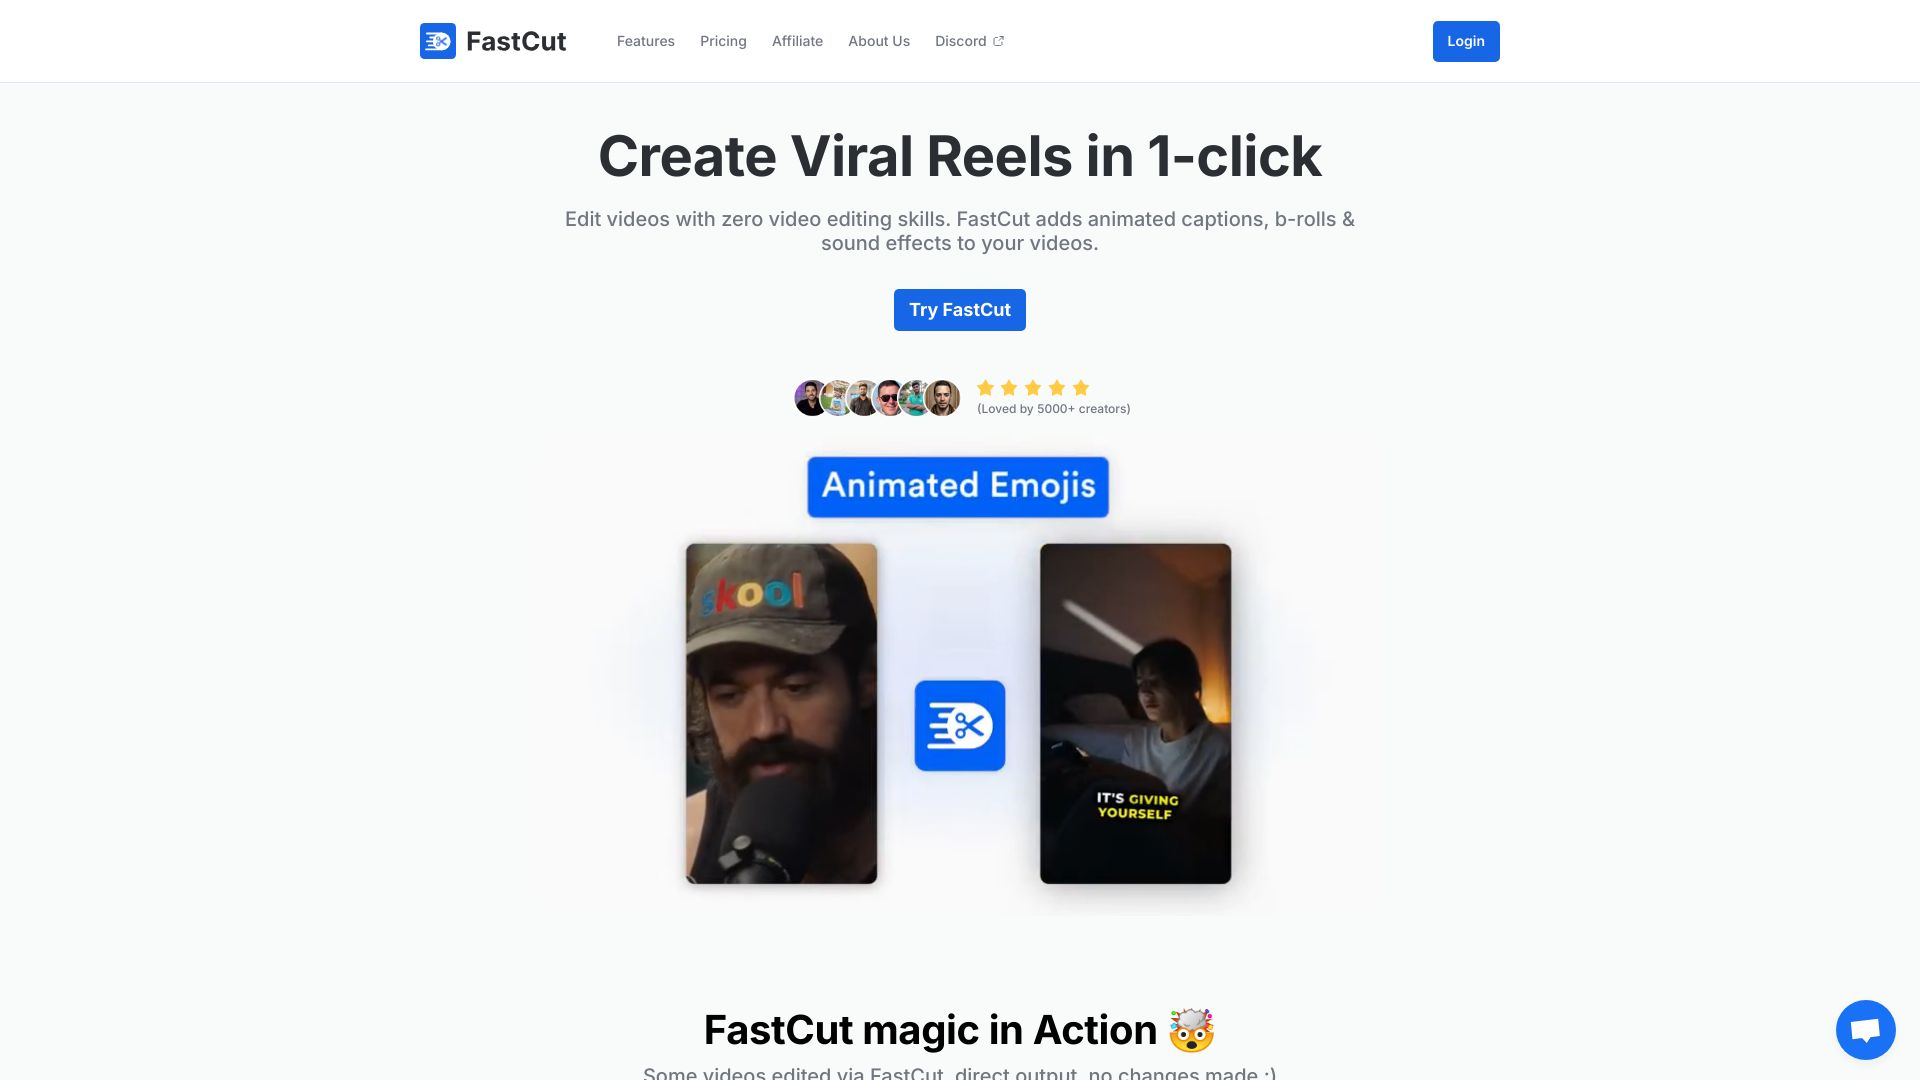 FastCut
Features
Pricing
Affiliate
About Us
Discord
Login
Create Viral Reels in 1-click
Edit videos with zero video editing skills. FastCut adds animated captions, b-rolls &
sound effects to your videos.
Try FastCut
(Loved by 5000+ creators)
Animated Emojis
skool
IT'S GIVING
YOURSELF
FastCut magic in Action 🤯
Some videos edited via FastCut, direct output, no changes made :)